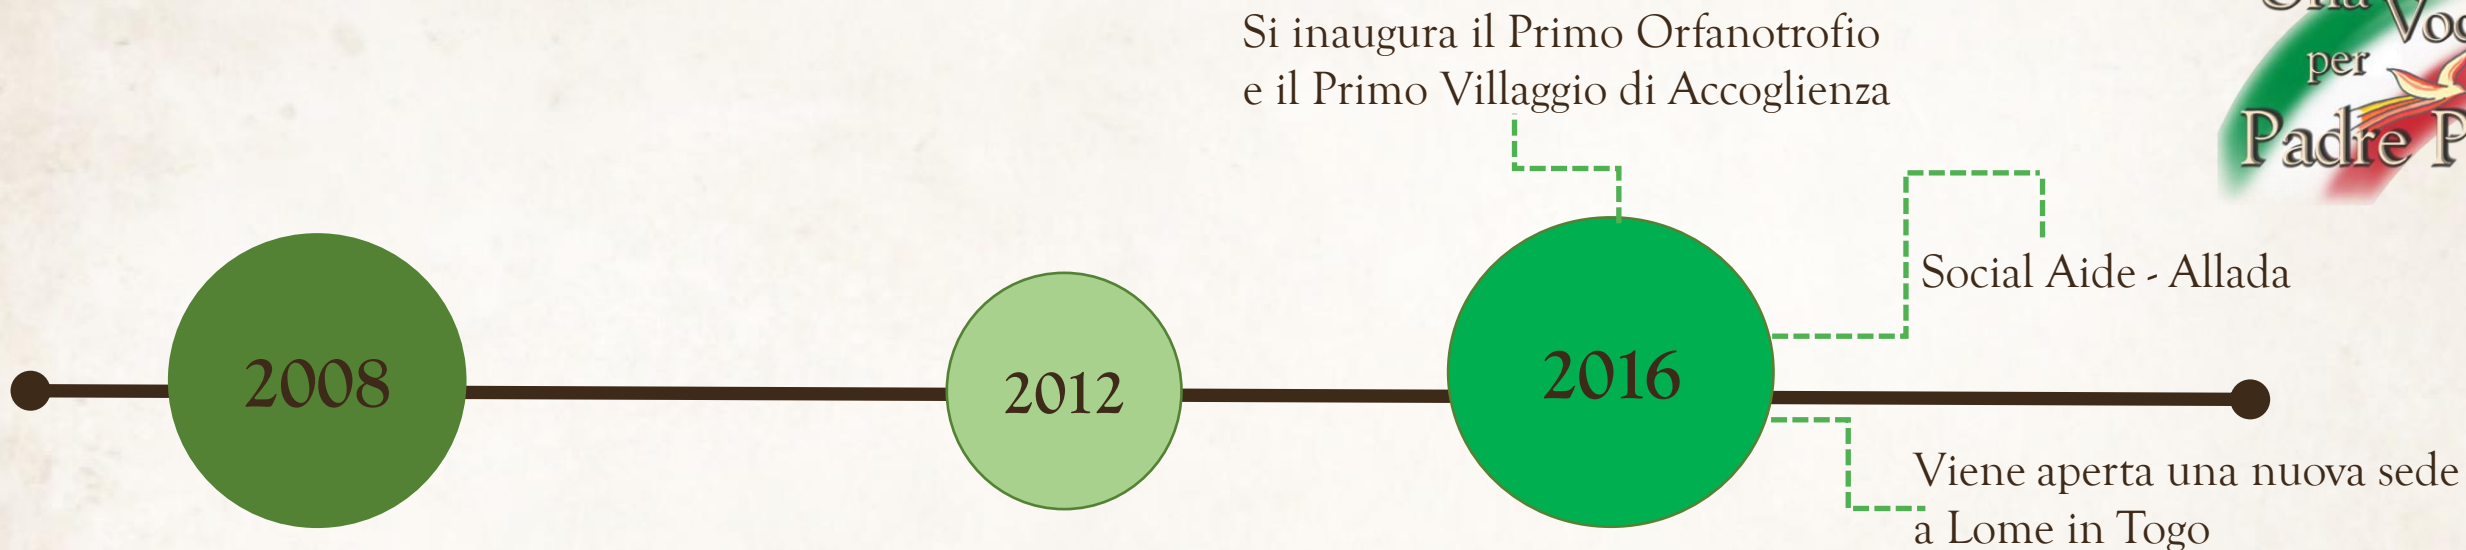 Si inaugura il Primo Orfanotrofio
e il Primo Villaggio di Accoglienza
per
Padre
Social Aide - Allada
2008
2012
2016
Viene aperta una nuova sede
a Lome in Togo